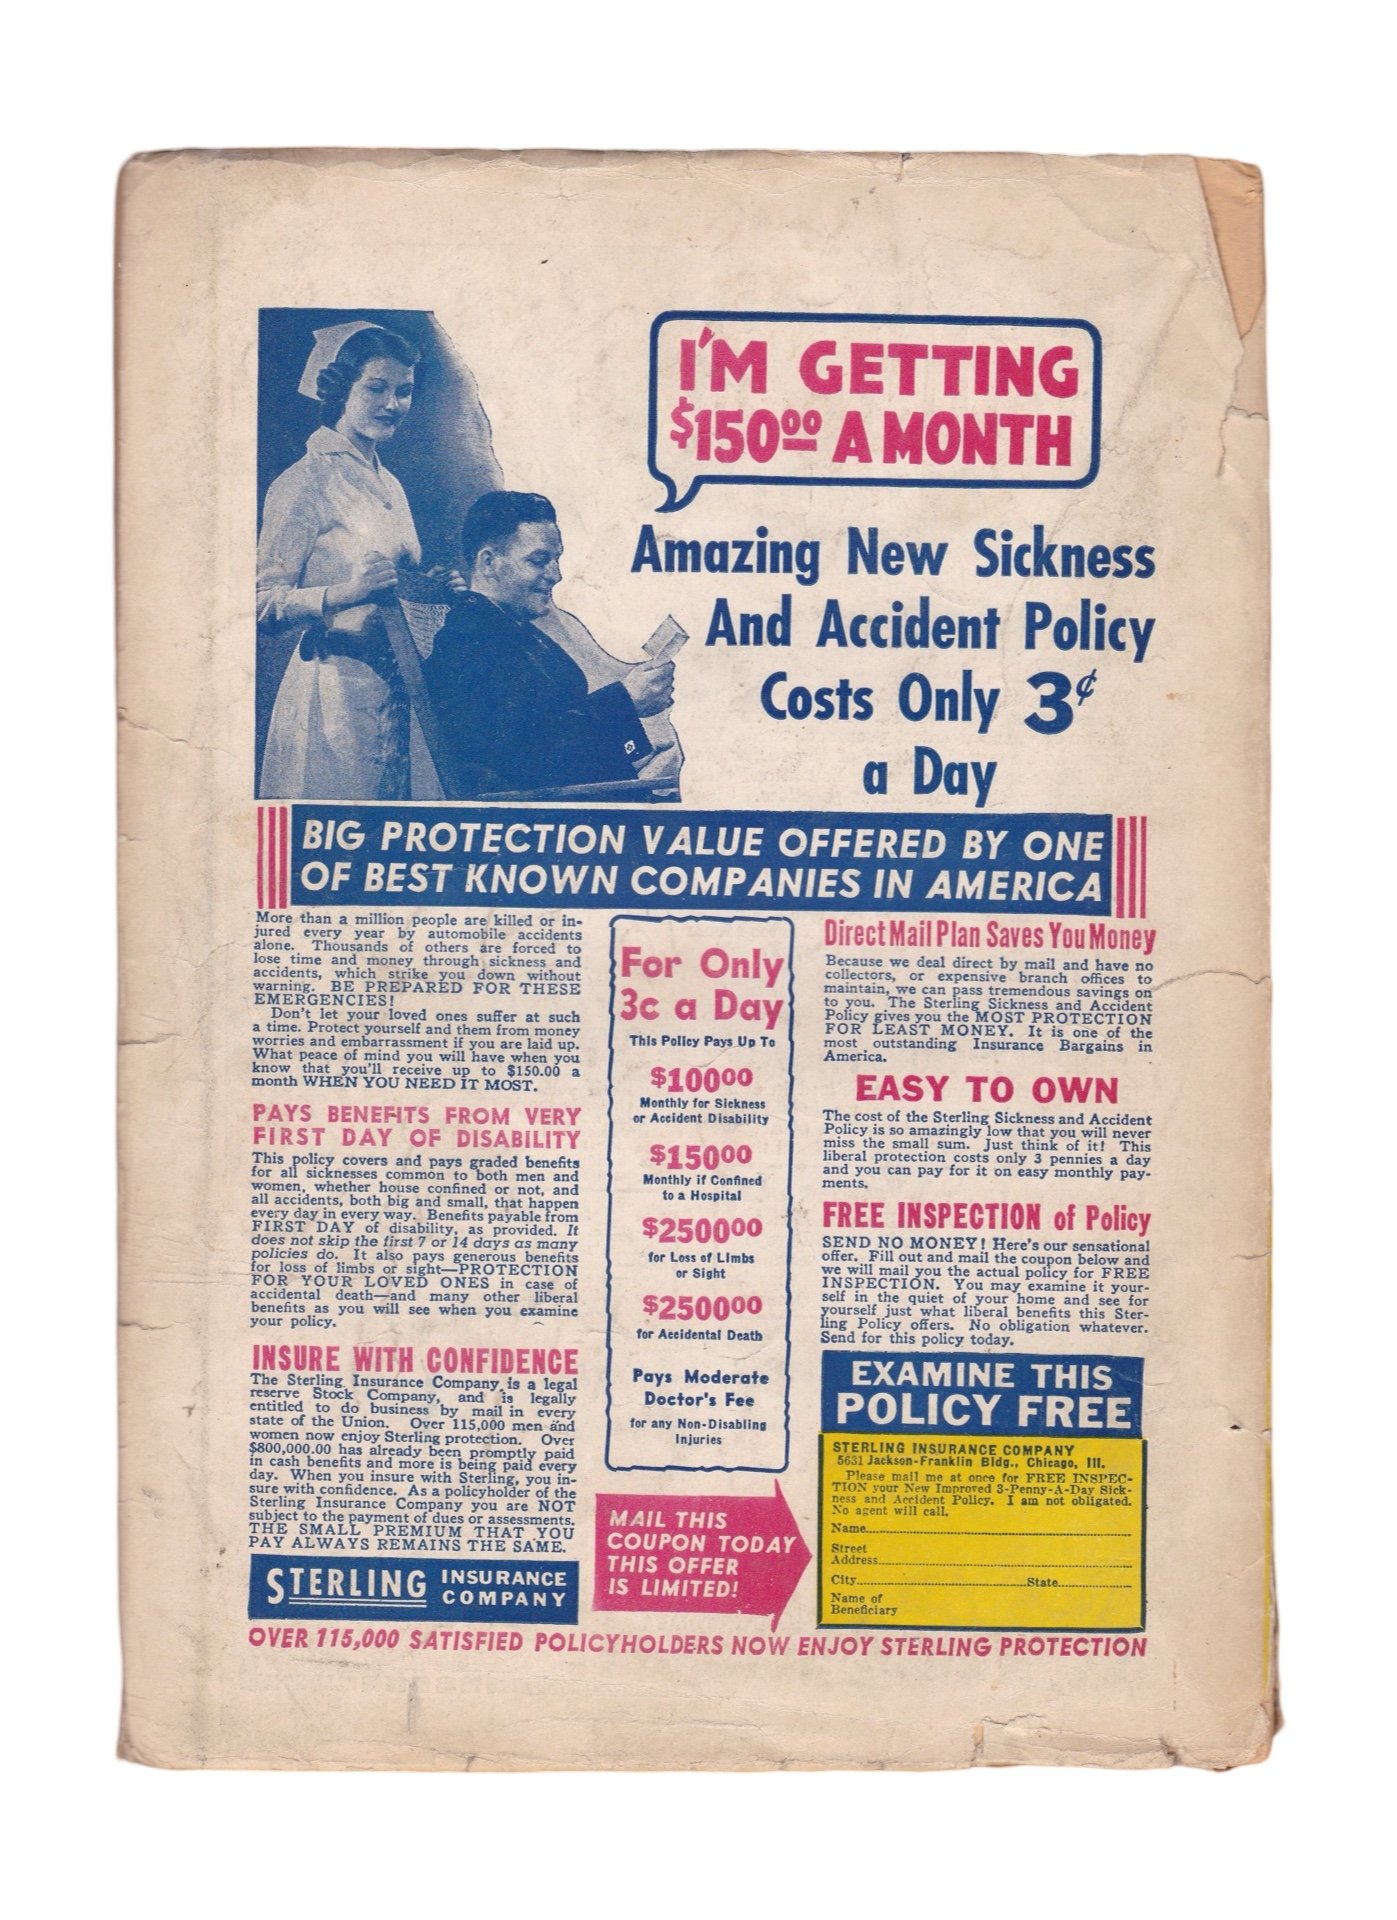 I'M GETTING
$150⁰⁰ A MONTH
Amazing New Sickness
And Accident Policy
Costs Only 3¢
a Day
BIG PROTECTION VALUE OFFERED BY ONE
OF BEST KNOWN COMPANIES IN AMERICA
More than a million people are killed or in-
jured every year by automobile accidents
alone. Thousands of others are forced to
lose time and money through sickness and
accidents, which strike you down without
warning. BE PREPARED FOR THESE
EMERGENCIES!
Don't let your loved ones suffer at such
a time. Protect yourself and them from money
worries and embarrassment if you are laid up.
What peace of mind you will have when you
know that you'll receive up to $150.00 a
month WHEN YOU NEED IT MOST.
PAYS BENEFITS FROM VERY
FIRST DAY OF DISABILITY
This policy covers and pays graded benefits
for all sicknesses common to both men and
women, whether house confined or not, and
all accidents, both big and small, that happen
every day in every way. Benefits payable from
FIRST DAY of disability, as provided. It
does not skip the first 7 or 14 days as many
policies do. It also pays generous benefits
for loss of limbs or sight—PROTECTION
FOR YOUR LOVED ONES in case of
accidental death—and many other liberal
benefits as you will see when you examine
your policy.
INSURE WITH CONFIDENCE
The Sterling Insurance Company is a legal
reserve Stock Company, and is legally
entitled to do business by mail in every
state of the Union. Over 115,000 men and
women now enjoy Sterling protection. Over
$800,000.00 has already been promptly paid
in cash benefits and more is being paid every
day. When you insure with Sterling, you in-
sure with confidence. As a policyholder of the
Sterling Insurance Company you are NOT
subject to the payment of dues or assessments.
THE SMALL PREMIUM THAT YOU
PAY ALWAYS REMAINS THE SAME.
STERLING INSURANCE
COMPANY
For Only
3c a Day
This Policy Pays Up To
$100⁰⁰
Monthly for Sickness
or Accident Disability
$150⁰⁰
Monthly if Confined
to a Hospital
$2500⁰⁰
for Loss of Limbs
or Sight
$2500⁰⁰
for Accidental Death
Pays Moderate
Doctor's Fee
for any Non-Disabling
Injuries
MAIL THIS
COUPON TODAY
THIS OFFER
IS LIMITED!
Direct Mail Plan Saves You Money
Because we deal direct by mail and have no
collectors, or expensive branch offices to
maintain, we can pass tremendous savings on
to you. The Sterling Sickness and Accident
Policy gives you the MOST PROTECTION
FOR LEAST MONEY. It is one of the
most outstanding Insurance Bargains in
America.
EASY TO OWN
The cost of the Sterling Sickness and Accident
Policy is so amazingly low that you will never
miss the small sum. Just think of it! This
liberal protection costs only 3 pennies a day
and you can pay for it on easy monthly pay-
ments.
FREE INSPECTION of Policy
SEND NO MONEY! Here's our sensational
offer. Fill out and mail the coupon below and
we will mail you the actual policy for FREE
INSPECTION. You may examine it your-
self in the quiet of your home and see for
yourself just what liberal benefits this Ster-
ling Policy offers. No obligation whatever.
Send for this policy today.
EXAMINE THIS
POLICY FREE
STERLING INSURANCE COMPANY
5631 Jackson-Franklin Bldg., Chicago, Ill.
Please mail me at once for FREE INSPEC-
TION your New Improved 3-Penny-A-Day Sick-
ness and Accident Policy. I am not obligated.
No agent will call.
Name
Street
Address
City State
Name of
Beneficiary
OVER 115,000 SATISFIED POLICYHOLDERS NOW ENJOY STERLING PROTECTION